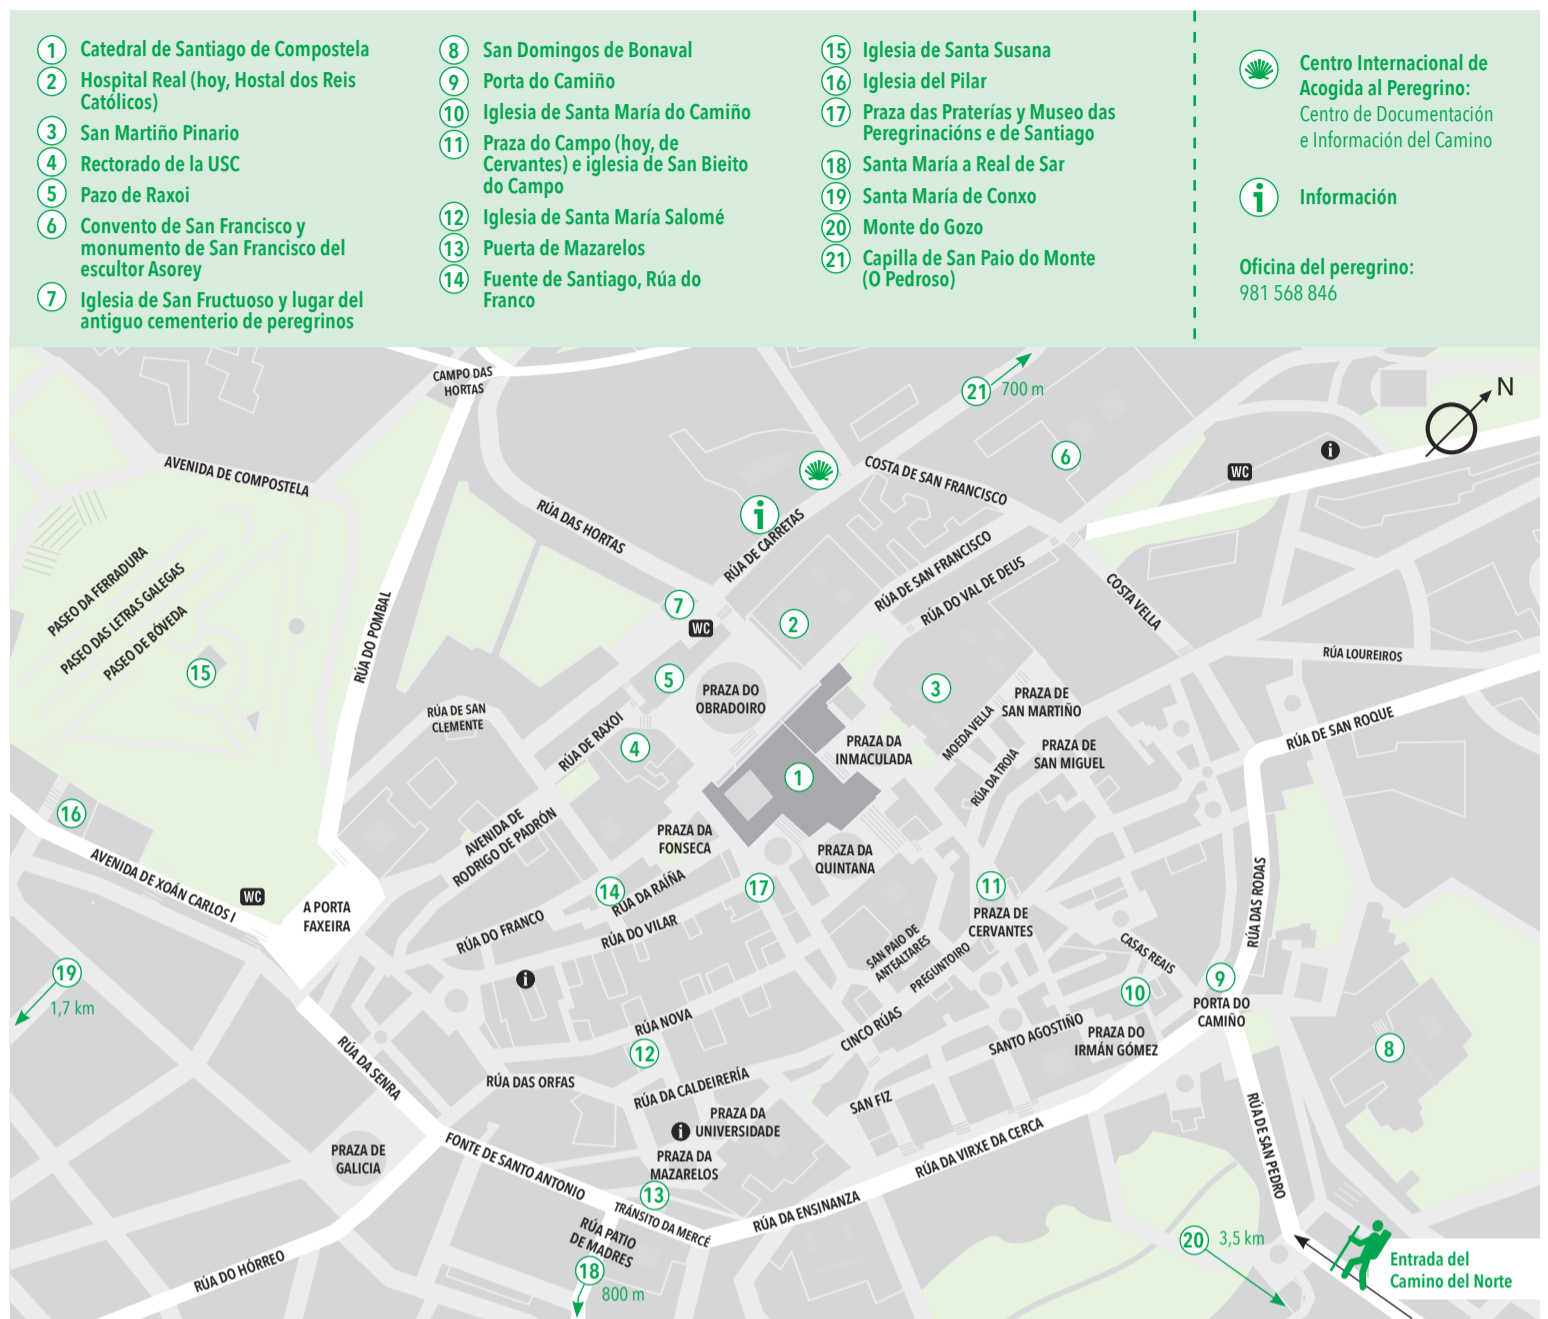 1 Catedral de Santiago de Compostela
2 Hospital Real (hoy, Hostal dos Reis
Católicos)
3 San Martiño Pinario
4 Rectorado de la USC
5 Pazo de Raxoi
6 Convento de San Francisco y
monumento de San Francisco del
escultor Asorey
7 Iglesia de San Fructuoso y lugar del
antiguo cementerio de peregrinos
8 San Domingos de Bonaval
9 Porta do Camiño
10 Iglesia de Santa María do Camiño
11 Praza do Campo (hoy, de
Cervantes) e iglesia de San Bieito
do Campo
12 Iglesia de Santa María Salomé
13 Puerta de Mazarelos
14 Fuente de Santiago, Rúa do
Franco
15 Iglesia de Santa Susana
16 Iglesia del Pilar
17 Praza das Praterías y Museo das
Peregrinacións e de Santiago
18 Santa María a Real de Sar
19 Santa María de Conxo
20 Monte do Gozo
21 Capilla de San Paio do Monte
(O Pedroso)
Centro Internacional de
Acogida al Peregrino:
Centro de Documentación
e Información del Camino
i Información
Oficina del peregrino:
981 568 846
CAMPO DAS
HORTAS
21 700 m
N
6
i
WC
AVENIDA DE COMPOSTELA
COSTA DE SAN FRANCISCO
RÚA DAS HORTAS
i
RÚA DE CARRETAS
RÚA DE SAN FRANCISCO
RÚA DO VAL DE DEUS
COSTA VELLA
PASEO DA FERRADURA
PASEO DAS LETRAS GALEGAS
PASEO DE BÓVEDA
RÚA DO POMBAL
7
WC
2
15
5
PRAZA DO
OBRADOIRO
3
RÚA LOUREIROS
RÚA DE SAN
CLEMENTE
RÚA DE RAXOI
4
PRAZA DA
INMACULADA
MOEDA VELLA
PRAZA DE
SAN MARTIÑO
RÚA DA TROIA
PRAZA DE
SAN MIGUEL
RÚA DE SAN ROQUE
1
16
AVENIDA DE
RODRIGO DE PADRÓN
PRAZA DA
FONSECA
PRAZA DA
QUINTANA
AVENIDA DE XOÁN CARLOS I
WC
A PORTA
FAXEIRA
14
RÚA DA RAÍÑA
17
11
PRAZA DE
CERVANTES
RÚA DAS RODAS
RÚA DO FRANCO
RÚA DO VILAR
SAN PAIO DE
ANTEALTARES
PREGUNTOIRO
CASAS REAIS
19
1,7 km
i
10
9
PORTA DO
CAMIÑO
RÚA NOVA
CINCO RÚAS
SANTO AGOSTIÑO
PRAZA DO
IRMÁN GÓMEZ
8
12
RÚA DA SENRA
RÚA DAS ORFAS
RÚA DA CALDEIRERÍA
SAN FIZ
RÚA DE SAN PEDRO
i
PRAZA DA
UNIVERSIDADE
PRAZA DE
GALICIA
FONTE DE SANTO ANTONIO
PRAZA DA
MAZARELOS
RÚA DA VIRXE DA CERCA
13
TRÁNSITO DA MERCÉ
RÚA DA ENSINANZA
RÚA PATIO
DE MADRES
20 3,5 km
RÚA DO HÓRREO
18
800 m
Entrada del
Camino del Norte